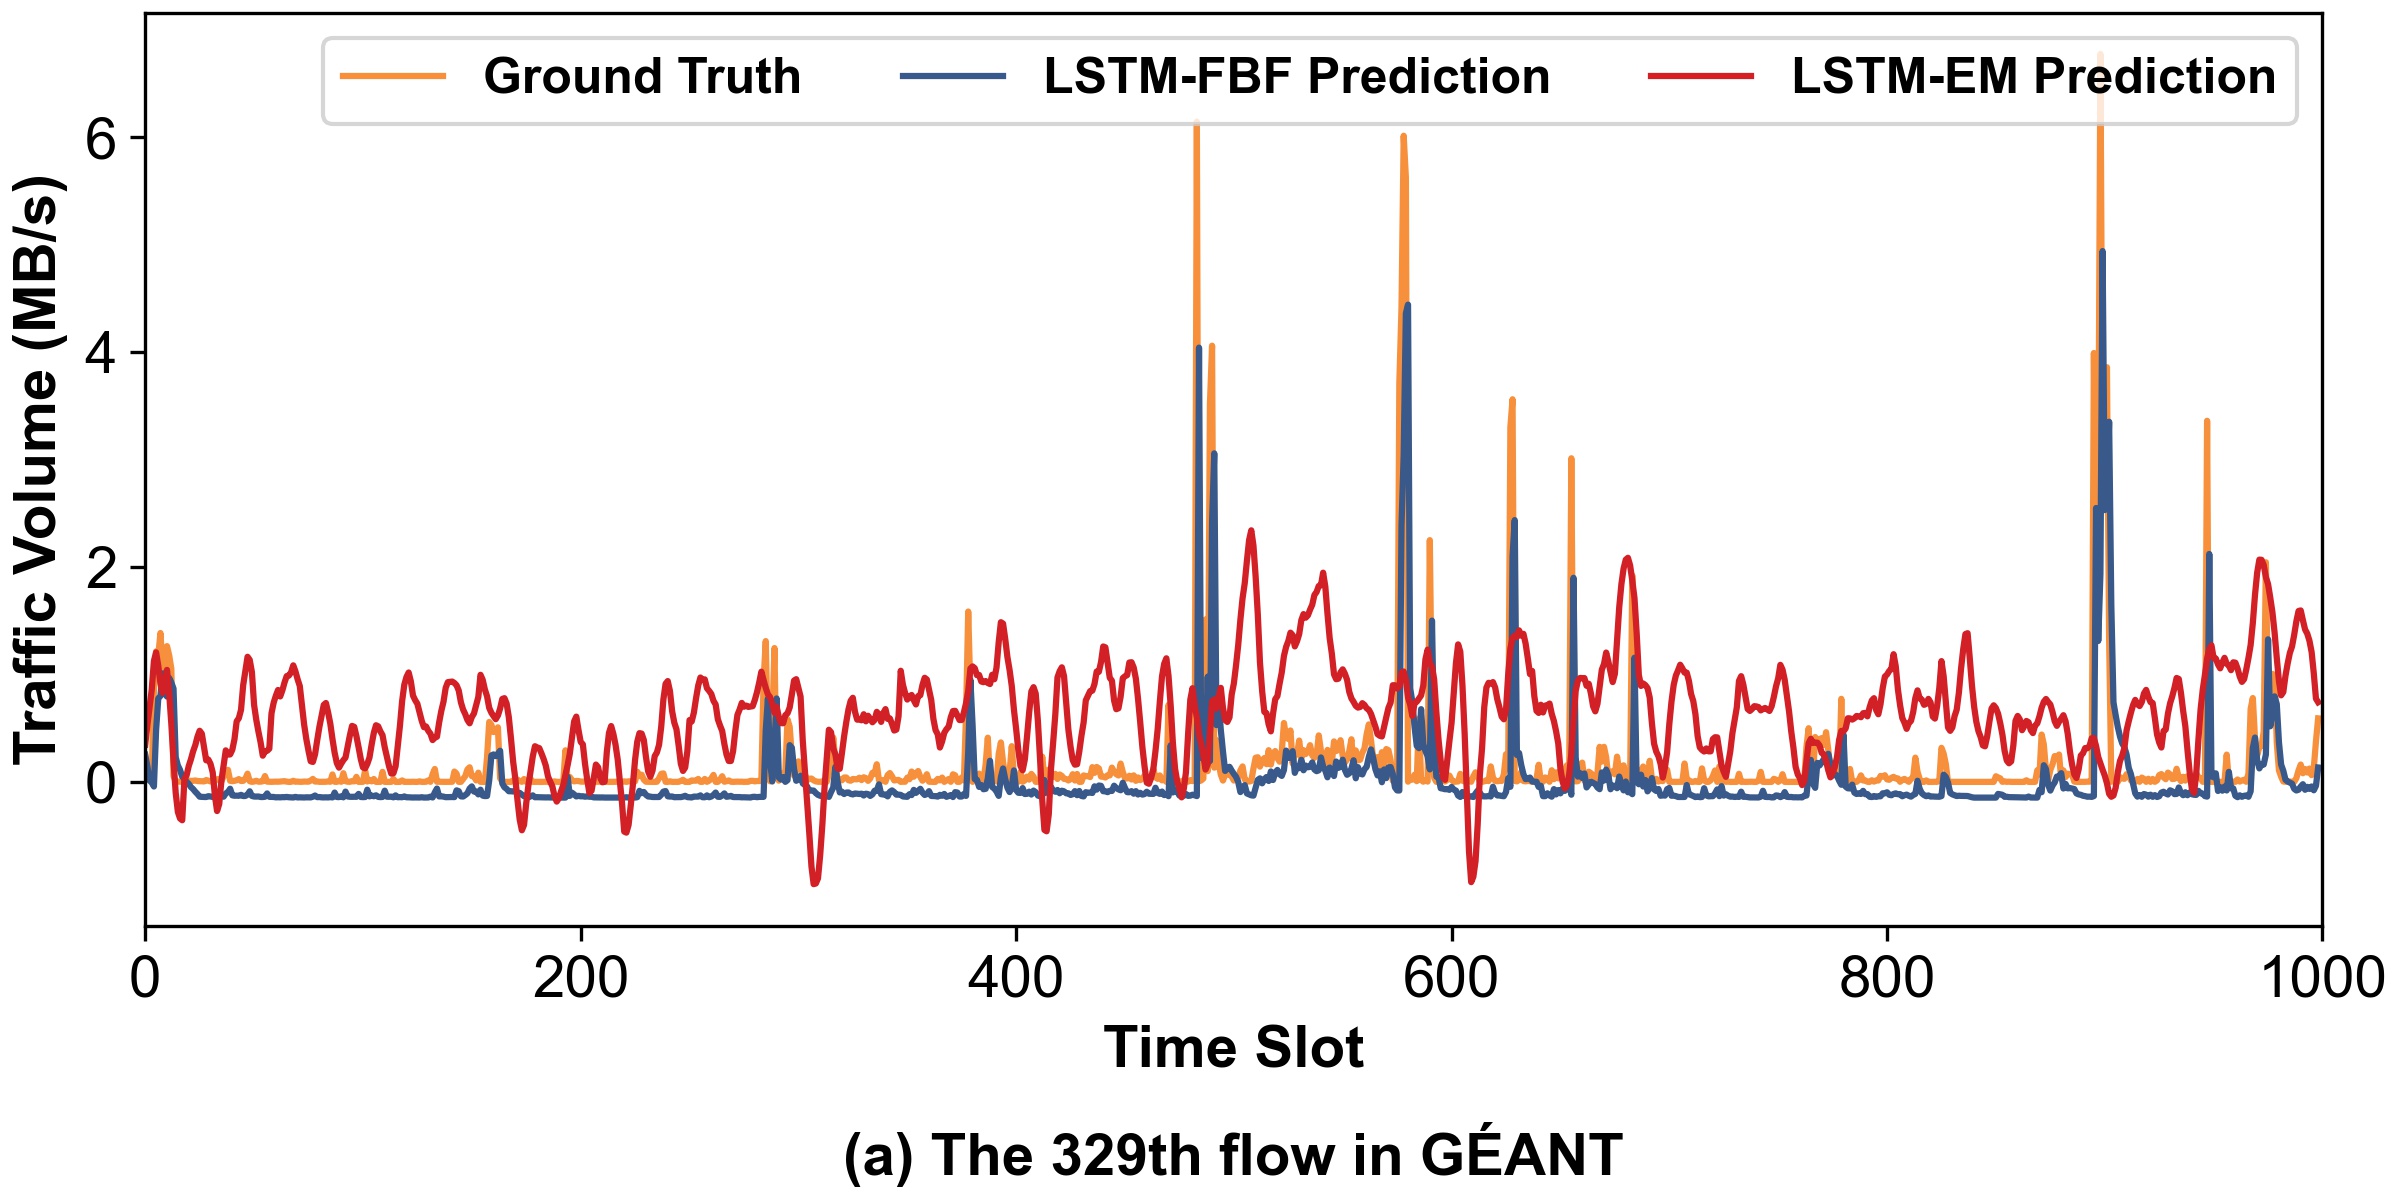 Ground Truth LSTM-FBF Prediction LSTM-EM Prediction
Traffic Volume (MB/s)
6
4
2
0
0 200 400 600 800 1000
Time Slot
(a) The 329th flow in GÉANT